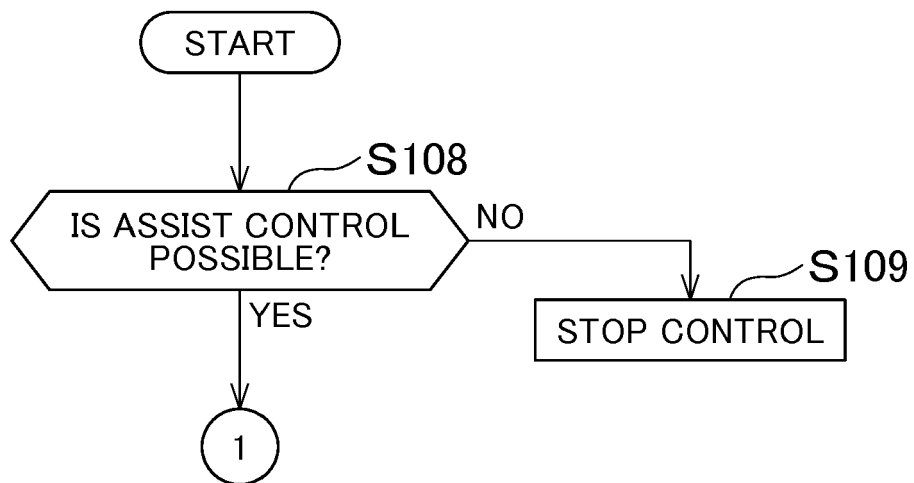 START
S108
IS ASSIST CONTROL
POSSIBLE?
NO
S109
STOP CONTROL
YES
1